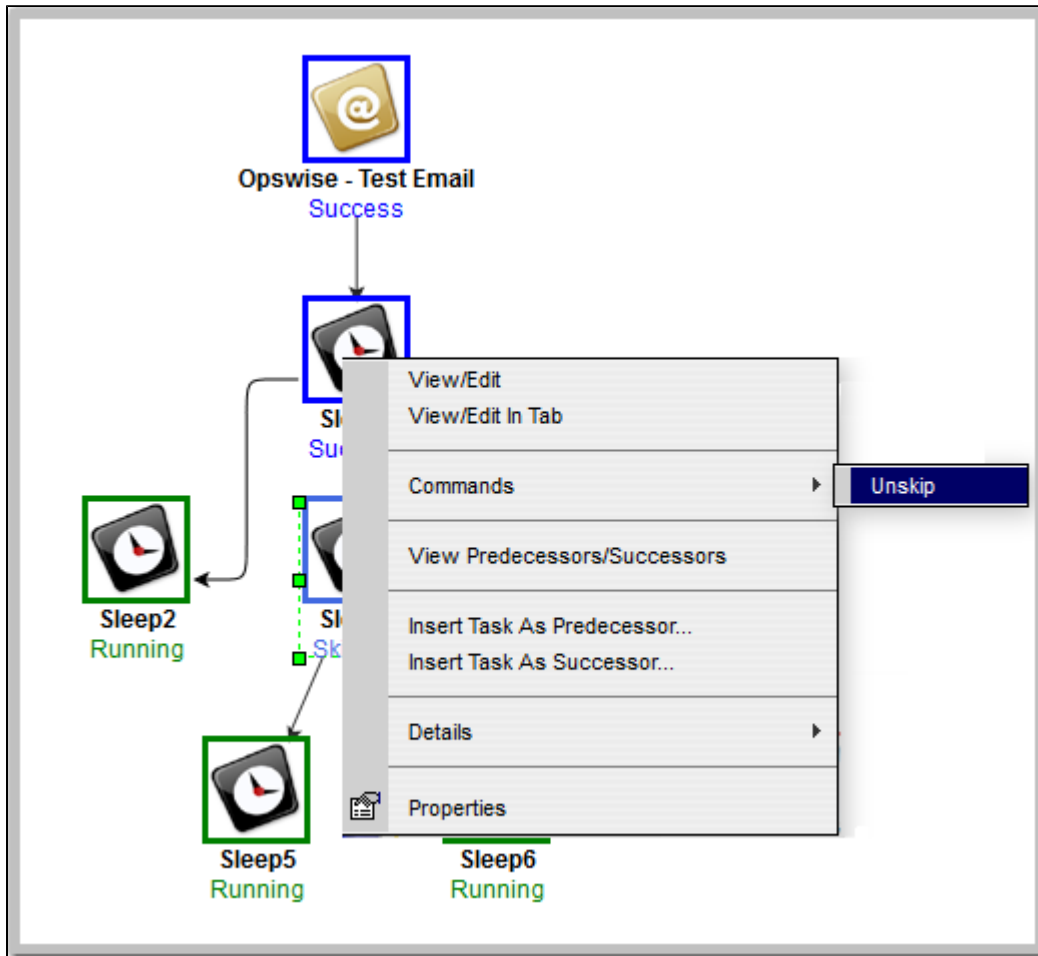 Opswise - Test Email
Success
View/Edit
View/Edit In Tab
Commands
Unskip
View Predecessors/Successors
Sleep2
Running
Insert Task As Predecessor...
Insert Task As Successor...
Details
Properties
Sleep5
Running
Sleep6
Running